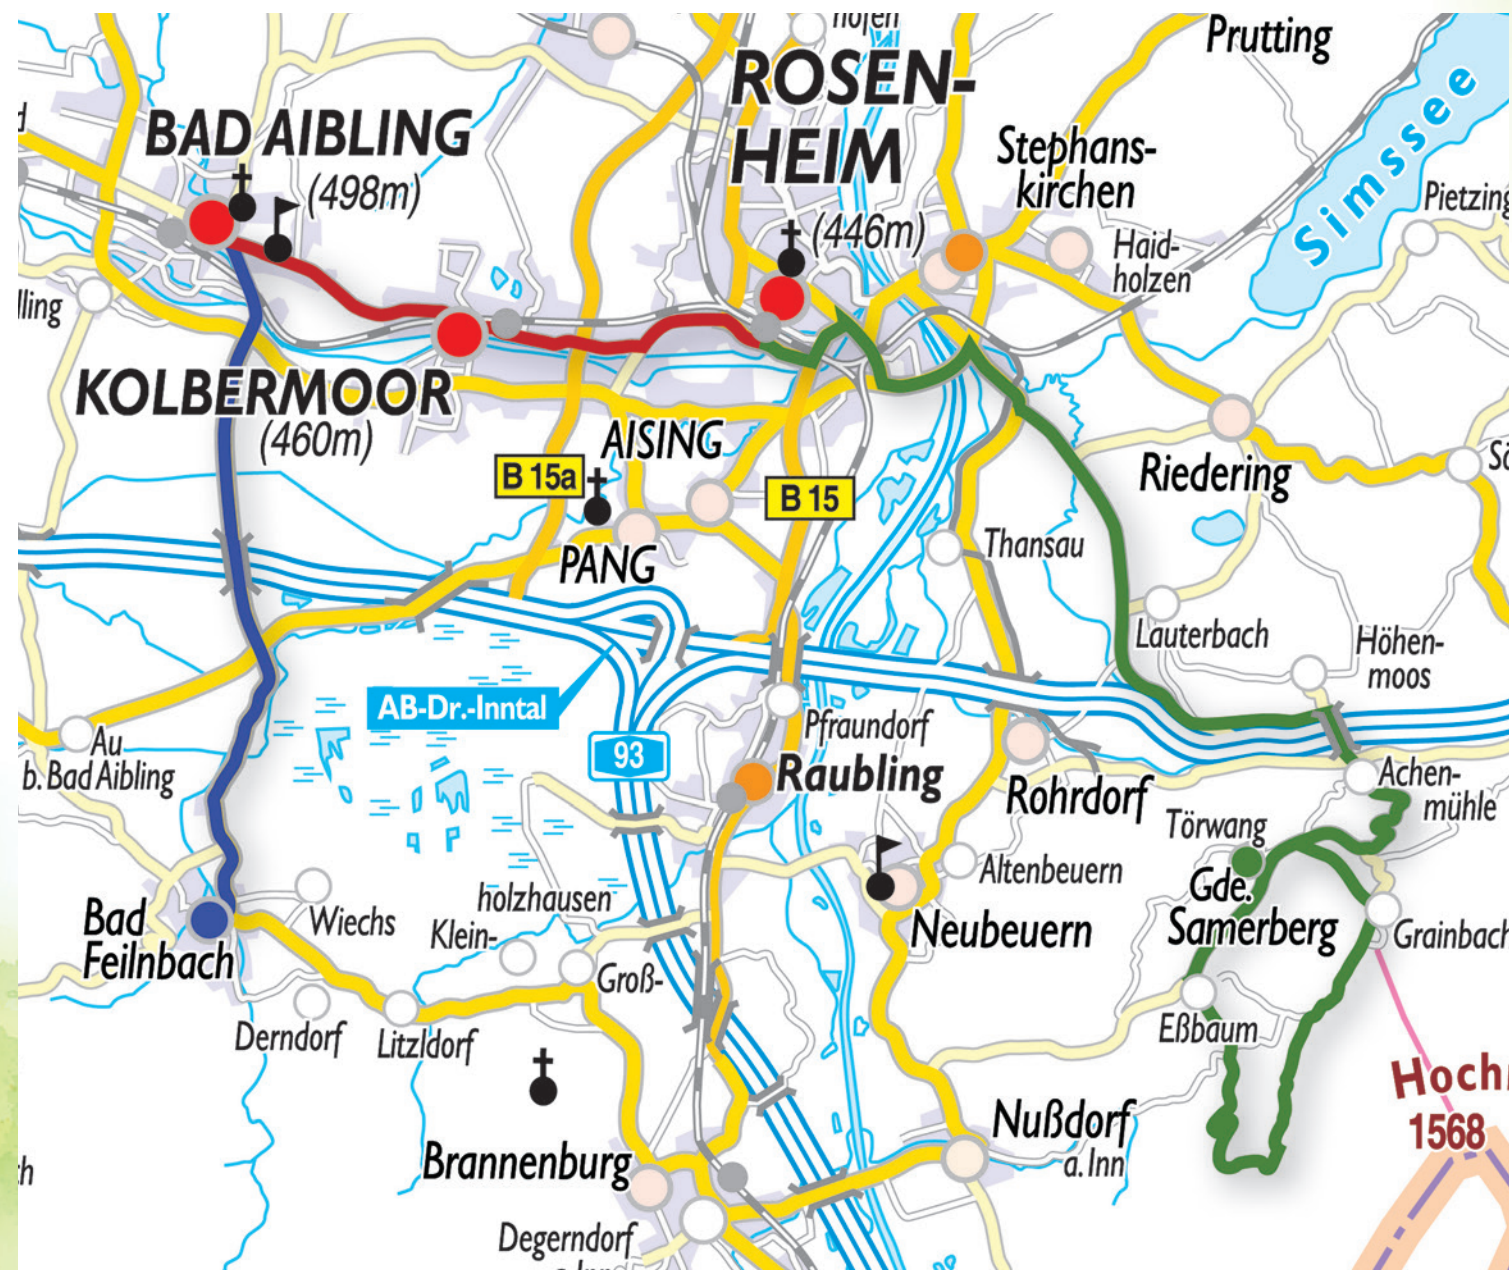 Prutting
ROSEN-
HEIM
(446m)
BAD AIBLING
(498m)
Stephans-
kirchen
Simssee
Haid-
holzen
KOLBERMOOR
(460m)
AISING
B 15a
B 15
PANG
Riedering
Thansau
Lauterbach
Höhen-
moos
AB-Dr.-Inntal
93
Pfraundorf
Raubling
Au
b. Bad Aibling
Rohrdorf
Achen-
mühle
Törwang
Gde.
Samerberg
Altenbeuern
Neubeuern
Grainbach
holzhausen
Klein-
Groß-
Wiechs
Bad
Feilnbach
Derndorf
Litzldorf
Eßbaum
1568
Nußdorf
a. Inn
Brannenburg
Degerndorf